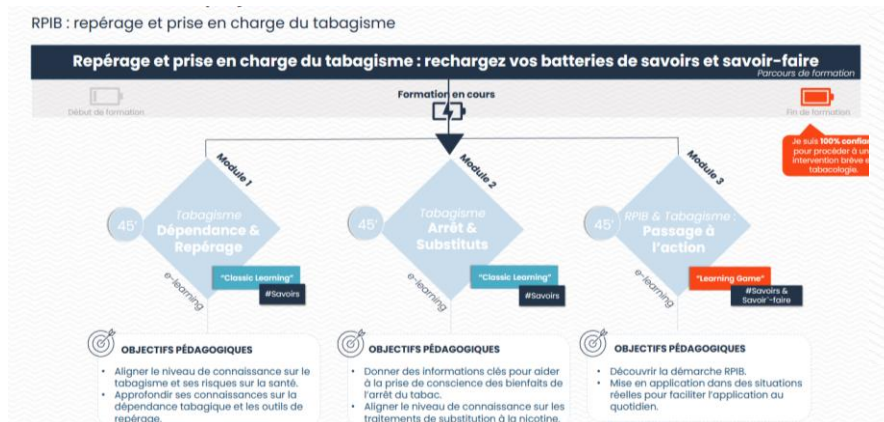 RPIB : repérage et prise en charge du tabagisme
Repérage et prise en charge du tabagisme : rechargez vos batteries de savoirs et savoir-faire
Parcours de formation
Début de formation
Formation en cours
Fin de formation
Je suis 100% confiant
pour procéder à un
intervention brève e
tabacologie.
Module 1
45'
Tabagisme
Dépendance &
Repérage
e-learning
"Classic Learning"
#Savoirs
Module 2
45'
Tabagisme
Arrêt &
Substituts
e-learning
"Classic Learning"
#Savoirs
Module 3
45'
RPIB & Tabagisme :
Passage à
l'action
e-learning
"Learning Game"
#Savoirs &
Savoir'-faire
OBJECTIFS PÉDAGOGIQUES
• Aligner le niveau de connaissance sur le
tabagisme et ses risques sur la santé.
• Approfondir ses connaissances sur la
dépendance tabagique et les outils de
repérage.
OBJECTIFS PÉDAGOGIQUES
• Donner des informations clés pour aider
à la prise de conscience des bienfaits de
l'arrêt du tabac.
• Aligner le niveau de connaissance sur les
traitements de substitution à la nicotine.
OBJECTIFS PÉDAGOGIQUES
• Découvrir la démarche RPIB.
• Mise en application dans des situations
réelles pour faciliter l'application au
quotidien.